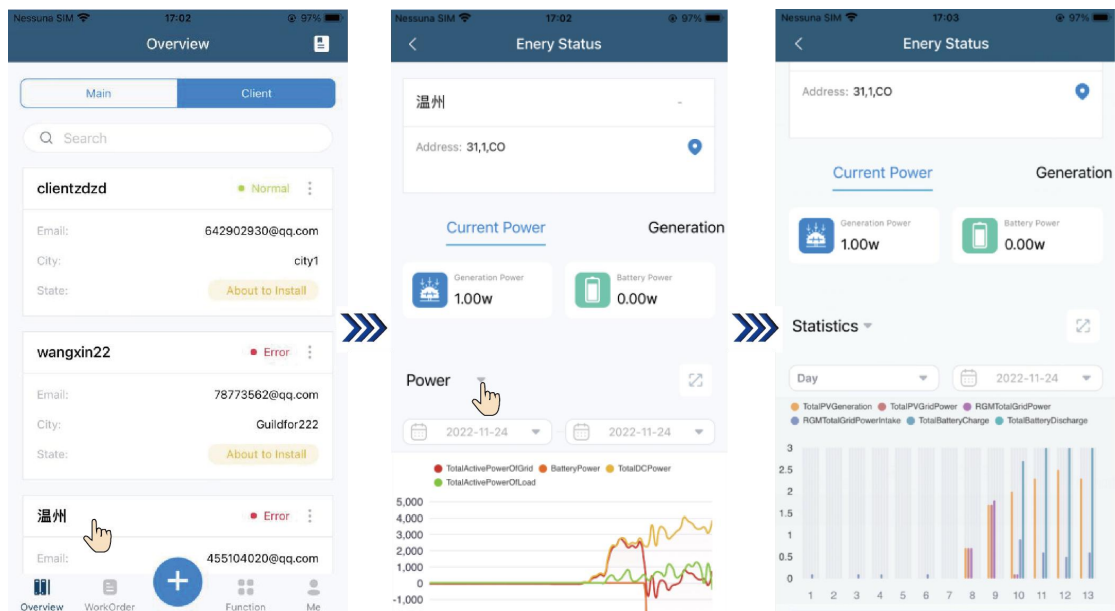 Nessuna SIM 17:02 97%
Overview
Main Client
Search
clientzdzd Normal
Email: 642902930@qq.com
City: city1
State: About to Install
wangxin22 Error
Email: 78773562@qq.com
City: Guildfor222
State: About to Install
温州 Error
Email: 455104020@qq.com
+
Overview WorkOrder Function Me
Nessuna SIM 17:02 97%
Enery Status
温州 -
Address: 31,1,CO
Current Power Generation
Generation Power Battery Power
1.00w 0.00w
Power
2022-11-24 2022-11-24
TotalActivePowerOfGrid BatteryPower TotalDCPower
TotalActivePowerOfLoad
5,000
4,000
3,000
2,000
1,000
0
-1,000
Nessuna SIM 17:03 97%
Enery Status
Address: 31,1,CO
Current Power Generation
Generation Power Battery Power
1.00w 0.00w
Statistics
Day 2022-11-24
TotalPVGeneration TotalPVGridPower RGMTotalGridPower
RGMTotalGridPowerIntake TotalBatteryCharge TotalBatteryDischarge
3
2.5
2
1.5
1
0.5
0
1 2 3 4 5 6 7 8 9 10 11 12 13